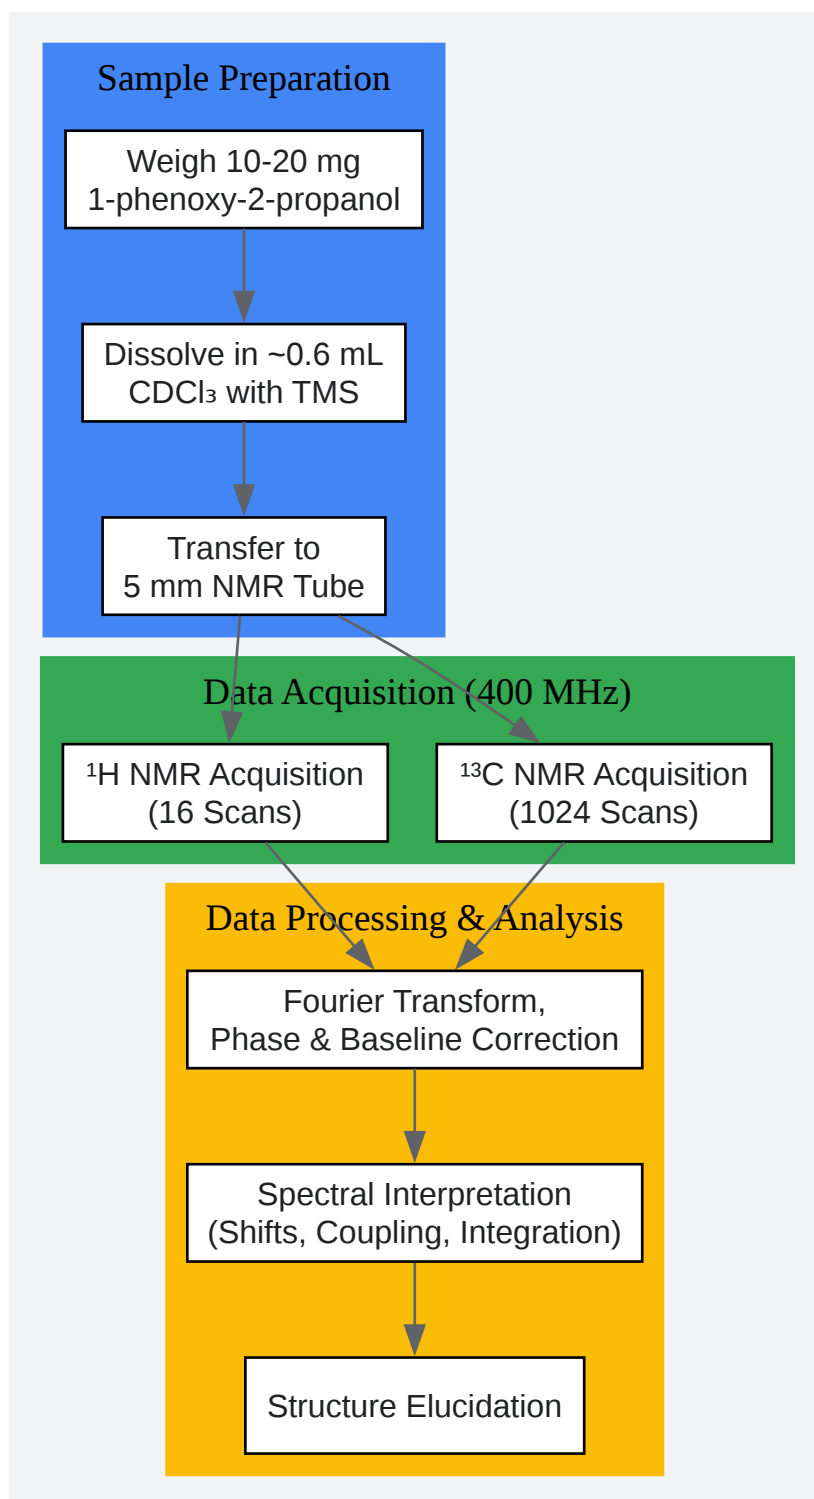 Sample Preparation
Weigh 10-20 mg
1-phenoxy-2-propanol
Dissolve in ~0.6 mL
CDCl₃ with TMS
Transfer to
5 mm NMR Tube
Data Acquisition (400 MHz)
¹H NMR Acquisition
(16 Scans)
¹³C NMR Acquisition
(1024 Scans)
Data Processing & Analysis
Fourier Transform,
Phase & Baseline Correction
Spectral Interpretation
(Shifts, Coupling, Integration)
Structure Elucidation